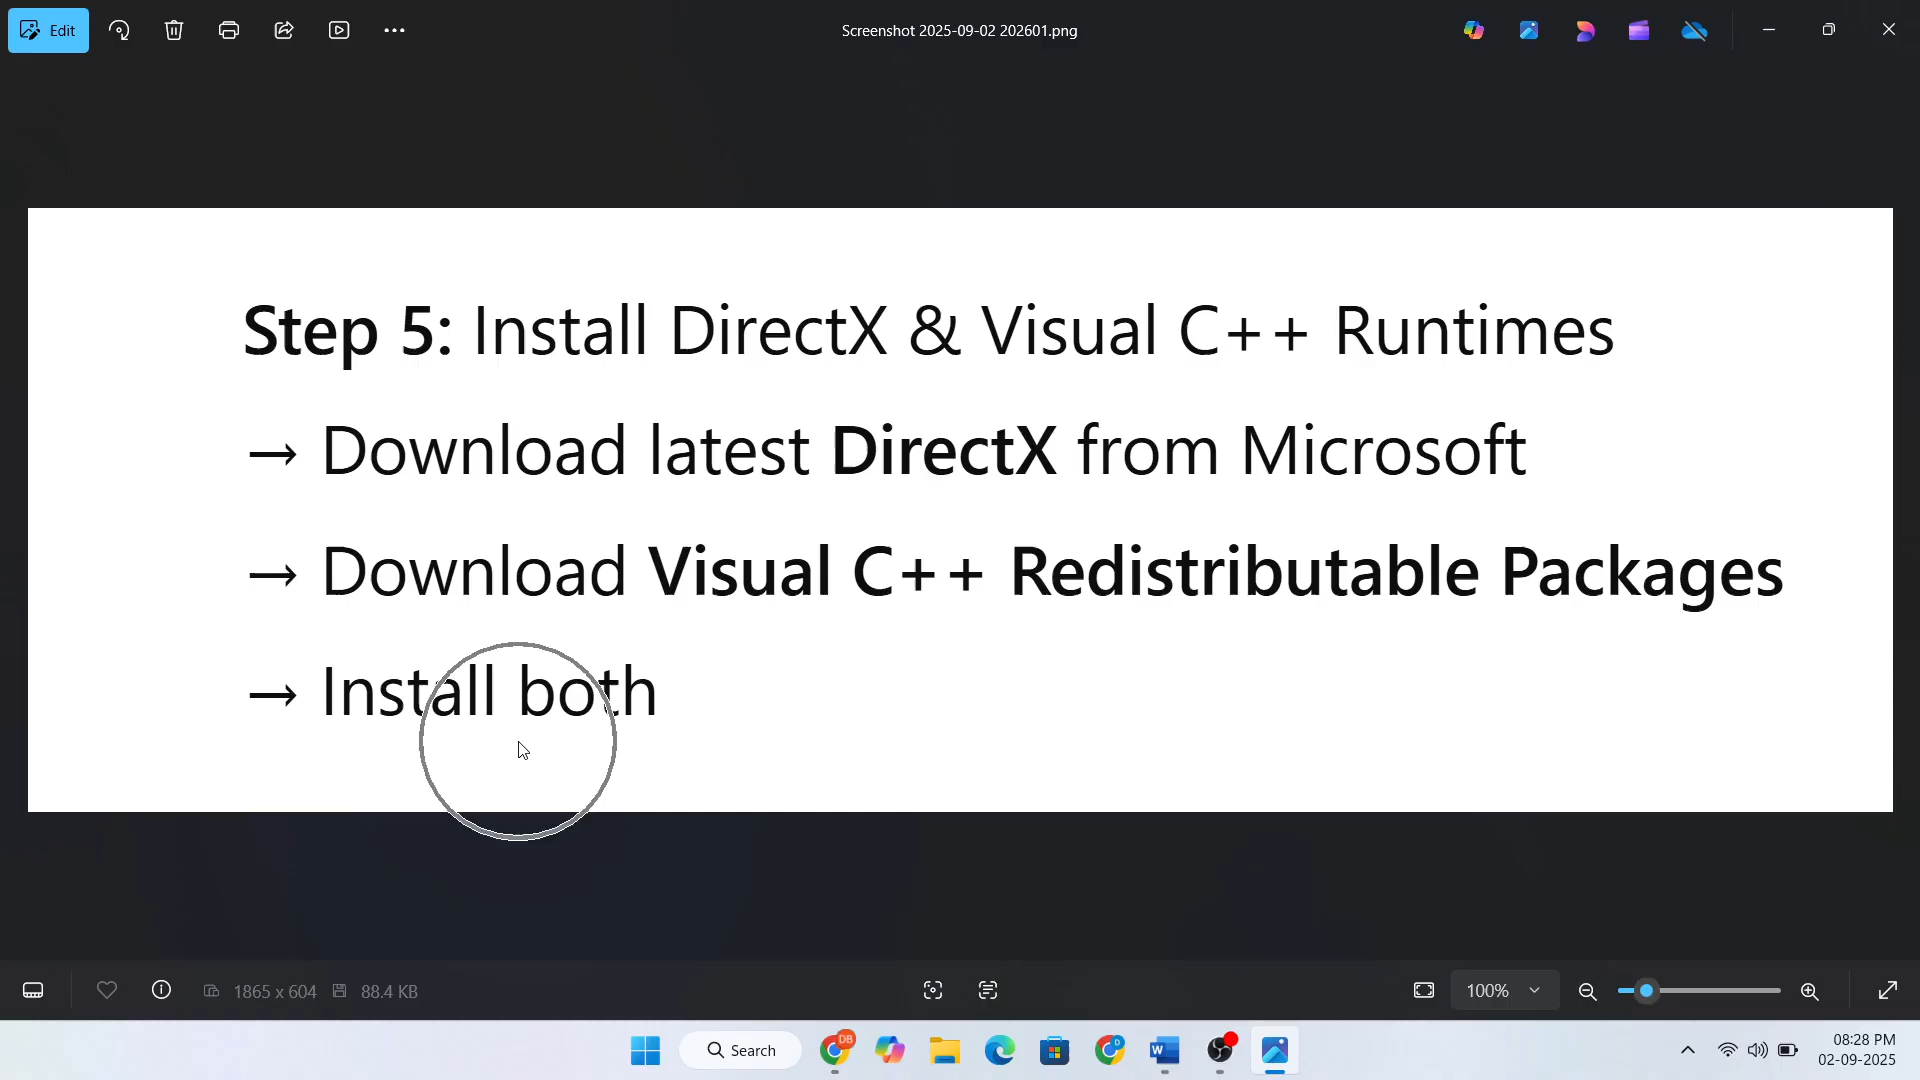 Edit
Screenshot 2025-09-02 202601.png
Step 5: Install DirectX & Visual C++ Runtimes
→ Download latest DirectX from Microsoft
→ Download Visual C++ Redistributable Packages
→ Install both
1865 x 604
88.4 KB
100%
Search
DB
D
W
08:28 PM
02-09-2025